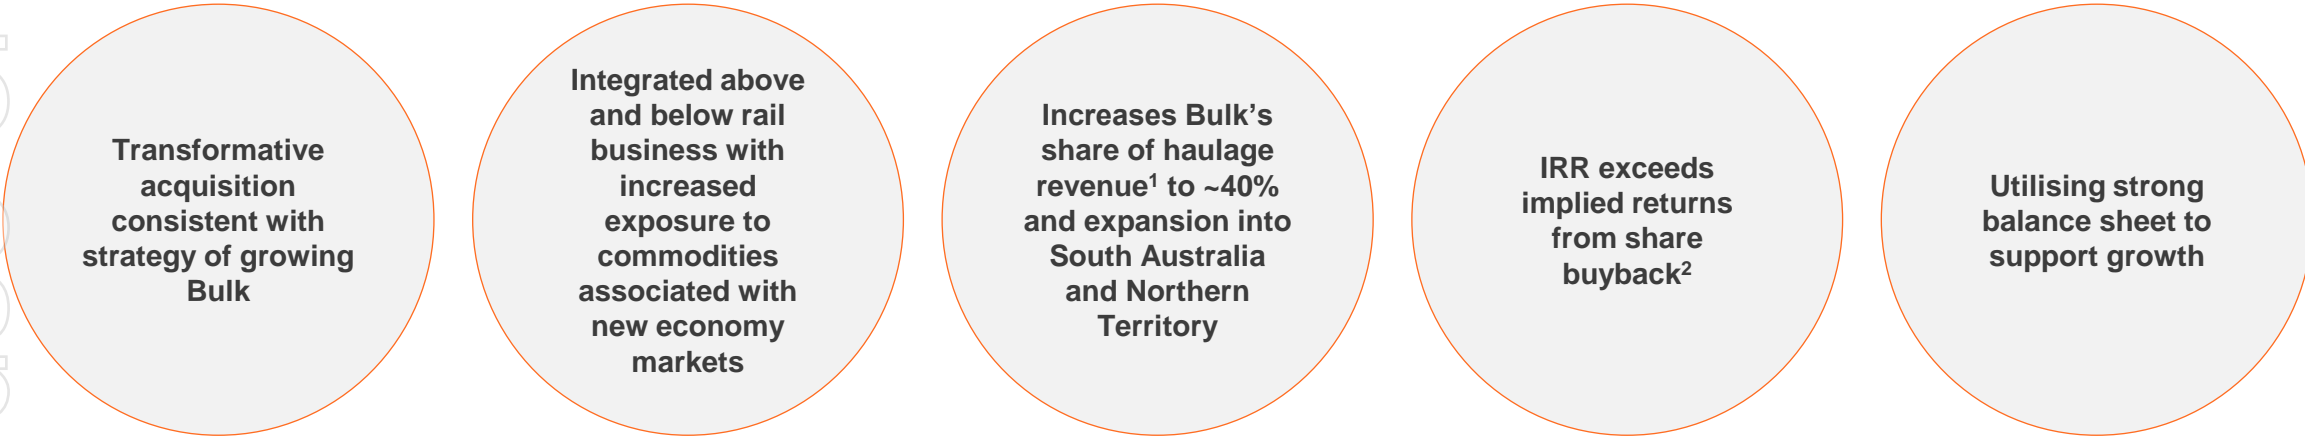 Transformative
acquisition
consistent with
strategy of growing
Bulk
Integrated above
and below rail
business with
increased
exposure to
commodities
associated with
new economy
markets
Increases Bulk’s
share of haulage
revenue¹ to ~40%
and expansion into
South Australia
and Northern
Territory
IRR exceeds
implied returns
from share
buyback²
Utilising strong
balance sheet to
support growth